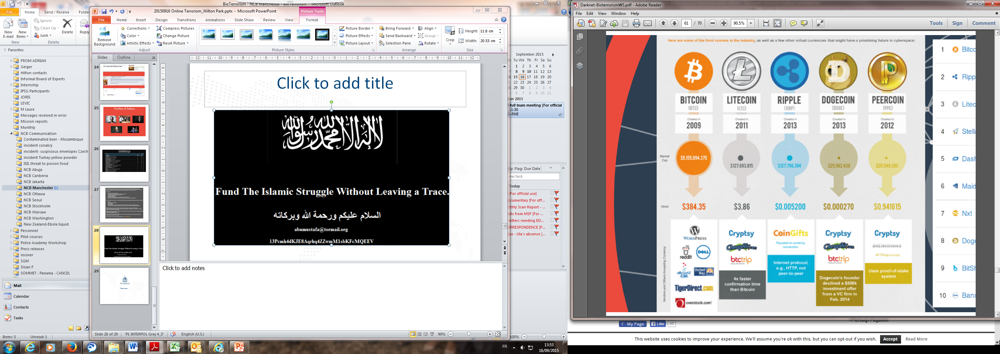 BioTerrorism - NCB Manchester - BioTerrorism - Microsoft Outlook
File
Home
Send / Receive
Folder
New E-mail
New Items
Ignore
Clean Up
Junk
Delete
Reply
New
Delete
Favorites
FROM ADRIAN
Geiger
Hilton contacts
Informal Board of Experts
Internship
IPSG Participants
JORIS
LEVIC
M Laure
Messages received in error
Mission reports
Monthly
NCB Communication
Contaminated beer - Mozambique
incident conakry
incident- suspicious envelopes Czech
incident Turkey-yellow powder
ISIL threat to poison food
NCB Abuja
NCB Canberra
NCB Jakarta
NCB Manchester (1)
NCB Ottawa
NCB Seoul
NCB Stockholm
NCB Warsaw
NCB Washington
New Zealand-Ebola liquid
Personnel
Pilot courses
Police Academy Workshop
Press releases
recover
SGM
Sloan F
SOMMET - Panama - CANCEL
Mail
Calendar
Contacts
Tasks
Items: 3
Unread: 1
20150916 Online Terrorism_Wilton Park.pptx - Microsoft PowerPoint
Picture Tools
File
Home
Insert
Design
Transitions
Animations
Slide Show
Review
View
Format
Remove Background
Corrections
Color
Artistic Effects
Compress Pictures
Change Picture
Reset Picture
Adjust
Picture Styles
Picture Border
Picture Effects
Picture Layout
Bring Forward
Send Backward
Selection Pane
Align
Group
Rotate
Arrange
Crop
Height: 11.8 cm
Width: 20.53 cm
Size
Slides
Outline
24
25
Profiles of Sellers
26
27
28
29
INTERPOL
Click to add title
لا إله إلا الله محمد رسول الله
Fund The Islamic Struggle Without Leaving a Trace.
السلام عليكم ورحمة الله وبركاته
abumustafa@tormail.org
13Pcmh4dKJE8Aqrhq4ZZwmM1sbKFcMQEEV
Click to add notes
Slide 28 of 29
"P1 INTERPOL Grey 4_3"
English (U.S.)
90%
September 2015
Tu We Th Fr Sa Su
1 2 3 4 5 6
8 9 10 11 12 13
15 16 17 18 19 20
22 23 24 25 26 27
29 30 1 2 3 4
6 7 8 9 10 11
er 2015
full team meeting [For official
11:30
-RNE
By: Flag: Due Date
ew task
Today
For official use]
cumentary [For off...
thly Scan Report - ...
ts from MSF [For ...
etters needing ED...
RRESPONDENCE [F...
ne - Ula's absence [...
100%
Darknet-BioterrorismWS.pdf - Adobe Reader
File
Edit
View
Window
Help
61 / 70
90.5%
Tools
Sign
Comment
Here are some of the front runners in the industry, as well as a few other virtual currencies that might have a promising future in cyberspace:
BITCOIN
(BTC)
Created in
2009
LITECOIN
(LTC)
Created in
2011
RIPPLE
(XRP)
Created in
2013
DOGECOIN
(DOGE)
Created in
2013
PEERCOIN
(PPC)
Created in
2012
Market Cap
$5,155,094,375
$127,693,815
$127,796,394
$25,562,439
$20,549,305
Value
$384.35
$3.86
$0.005200
$0.000270
$0.941615
Vendors and Others Accepting Currency
WORDPRESS
reddit
DELL
okcupid
United Way
TigerDirect.com
overstock.com
Cryptsy
CheapAir.com
btctrip
4x faster
confirmation time
than Bitcoin
CoinGifts
Focused on currency
conversion
Internet protocol,
e.g., HTTP, not
peer-to-peer
Cryptsy
CheapAir.com
btctrip
Dogecoin's founder
declined a $500k
investment offer
from a VC firm in
Feb. 2014
Cryptsy
BitElectronics
All Things Luxury
Uses proof-of-stake
system
1 Bitco
2 Ripp
3 Litec
4 Stell
5 Dash
6 Maid
7 Nxt
8 Doge
9 BitSh
10 Banx
My Page
Like 17
This website uses cookies to improve your experience. We'll assume you're ok with this, but you can opt-out if you wish.
Accept
Read More
FR
13:53
16/09/2015